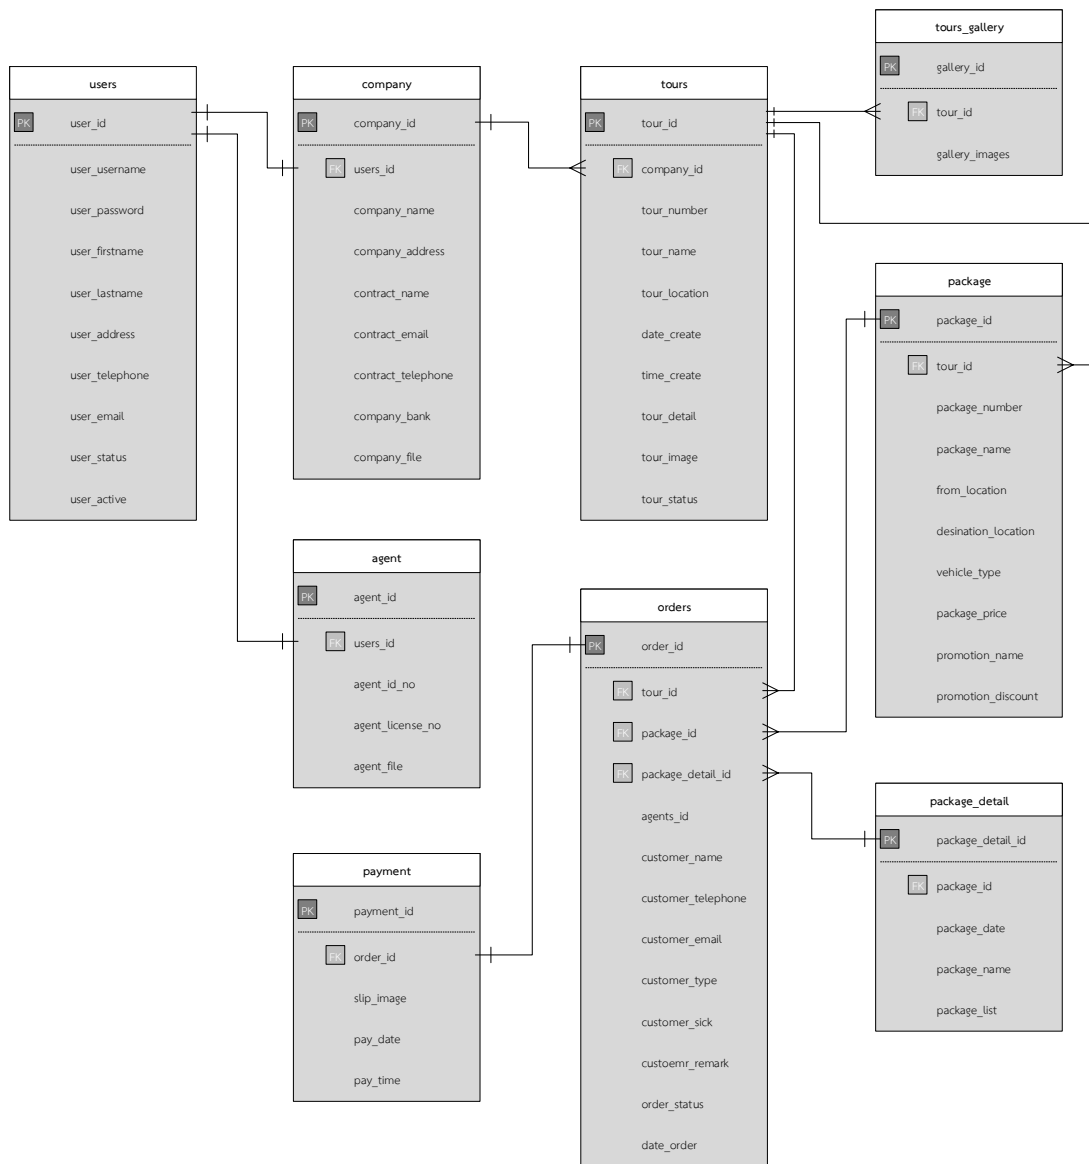 users
PK user_id
user_username
user_password
user_firstname
user_lastname
user_address
user_telephone
user_email
user_status
user_active
company
PK company_id
FK users_id
company_name
company_address
contract_name
contract_email
contract_telephone
company_bank
company_file
tours
PK tour_id
FK company_id
tour_number
tour_name
tour_location
date_create
time_create
tour_detail
tour_image
tour_status
tours_gallery
PK gallery_id
FK tour_id
gallery_images
package
PK package_id
FK tour_id
package_number
package_name
from_location
desination_location
vehicle_type
package_price
promotion_name
promotion_discount
agent
PK agent_id
FK users_id
agent_id_no
agent_license_no
agent_file
orders
PK order_id
FK tour_id
FK package_id
FK package_detail_id
agents_id
customer_name
customer_telephone
customer_email
customer_type
customer_sick
custoemr_remark
order_status
date_order
package_detail
PK package_detail_id
FK package_id
package_date
package_name
package_list
payment
PK payment_id
FK order_id
slip_image
pay_date
pay_time